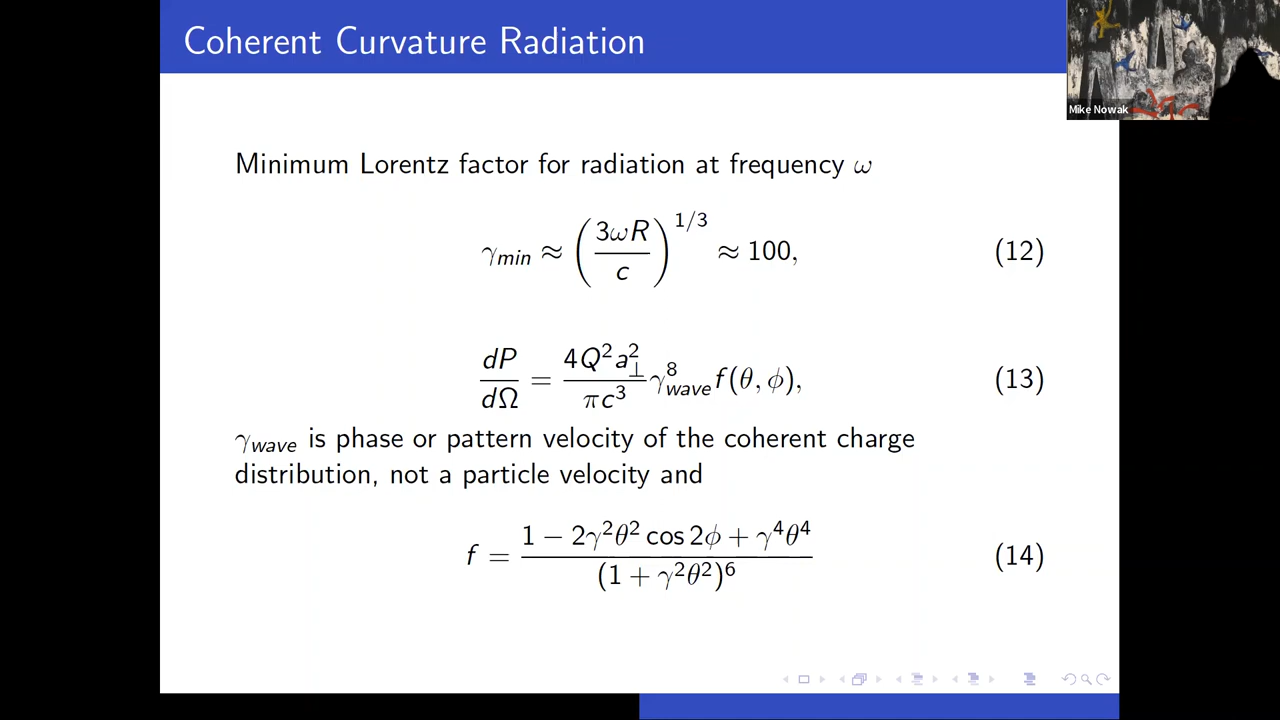 Coherent Curvature Radiation
Mike Nowak
Minimum Lorentz factor for radiation at frequency ω
γ_min ≈ (3ωR / c)^{1/3} ≈ 100, (12)
dP/dΩ = (4Q²a⊥² / πc³) γ⁸_wave f(θ, ϕ), (13)
γ_wave is phase or pattern velocity of the coherent charge
distribution, not a particle velocity and
f = (1 − 2γ²θ² cos 2ϕ + γ⁴θ⁴) / (1 + γ²θ²)⁶ (14)